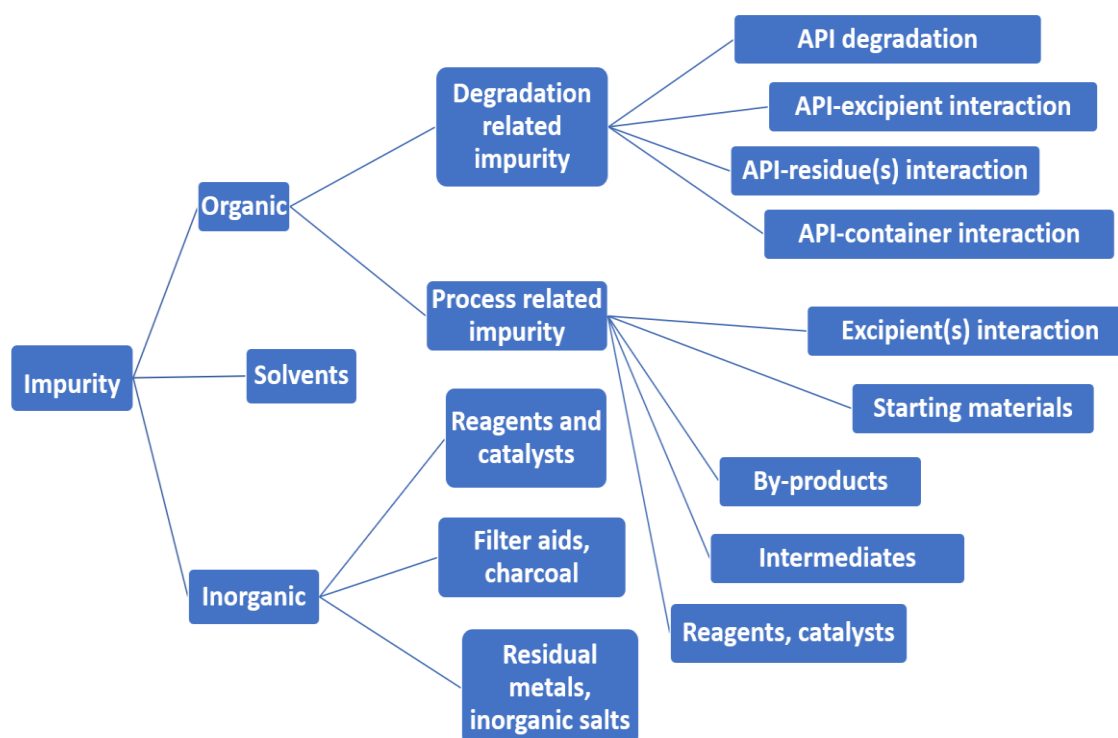 API degradation
Degradation
related
impurity
API-excipient interaction
API-residue(s) interaction
Organic
API-container interaction
Process related
impurity
Excipient(s) interaction
Impurity
Solvents
Starting materials
Reagents and
catalysts
By-products
Filter aids,
charcoal
Intermediates
Inorganic
Reagents, catalysts
Residual
metals,
inorganic salts